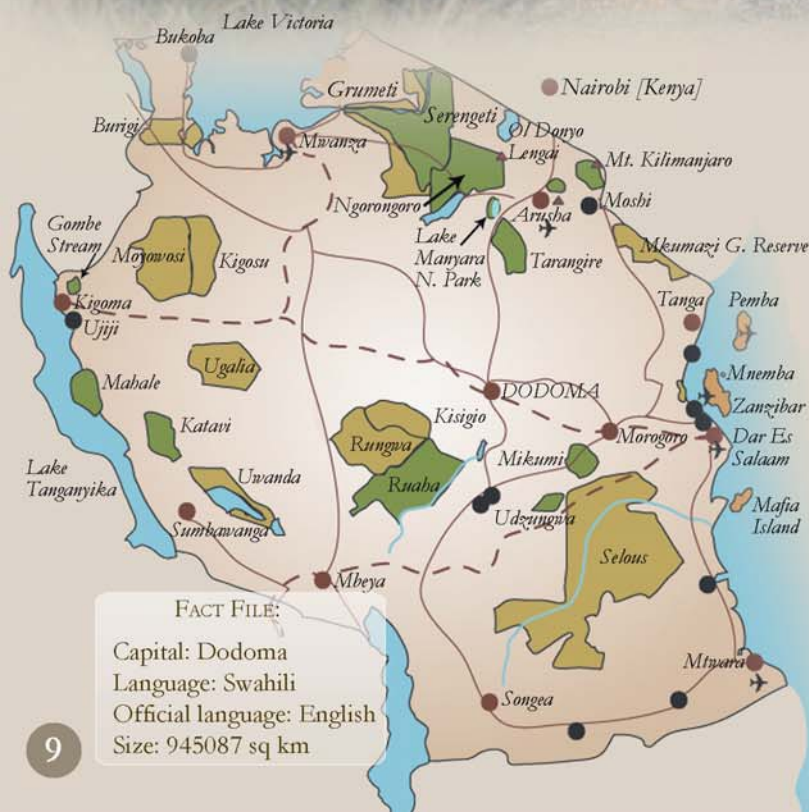 Lake Victoria
Bukoba
Nairobi [Kenya]
Grumeti
Serengeti
Burigi
Mwanza
Ol Donyo
Lengai
Mt. Kilimanjaro
Ngorongoro
Arusha
Moshi
Lake
Manyara
N. Park
Gombe
Stream
Moyowosi
Kigosu
Tarangire
Mkumazi G. Reserve
Kigoma
Ujiji
Tanga
Pemba
Ugalia
Mnemba
Mahale
DODOMA
Zanzibar
Katavi
Kisigio
Rungwa
Morogoro
Dar Es
Salaam
Mikumi
Lake
Tanganyika
Uwanda
Ruaha
Mafia
Island
Sumbawanga
Udzungwa
Selous
Mbeya
Mtwara
Songea
FACT FILE:
Capital: Dodoma
Language: Swahili
Official language: English
Size: 945087 sq km
9